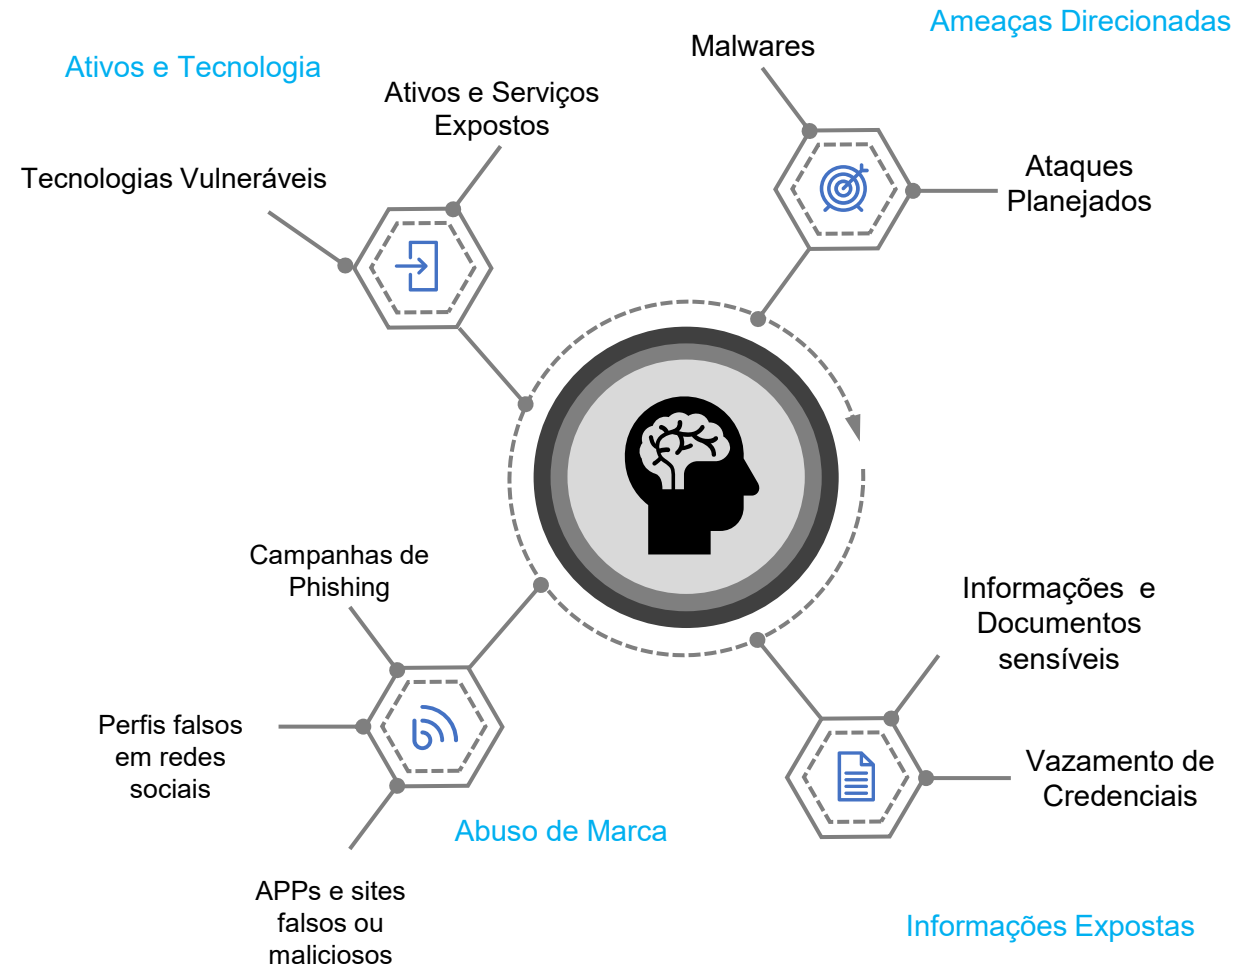 Ameaças Direcionadas
Malwares
Ativos e Tecnologia
Ativos e Serviços
Expostos
Tecnologias Vulneráveis
Ataques
Planejados
Campanhas de
Phishing
Informações e
Documentos
sensíveis
Perfis falsos
em redes
sociais
Vazamento de
Credenciais
Abuso de Marca
APPs e sites
falsos ou
maliciosos
Informações Expostas